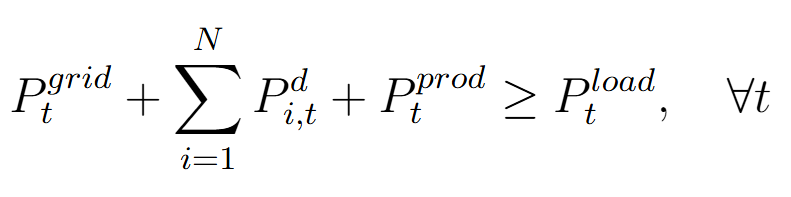 $P_t^{grid} + \sum_{i=1}^{N} P_{i,t}^{d} + P_t^{prod} \geq P_t^{load}, \quad \forall t$